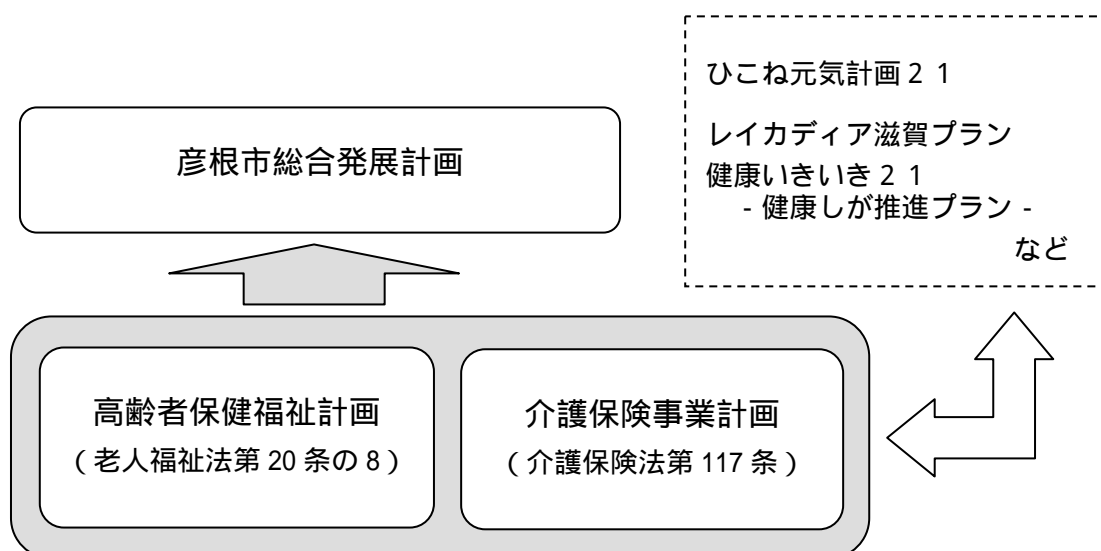 彦根市総合発展計画
ひこね元気計画２１
レイカディア滋賀プラン
健康いきいき２１
- 健康しが推進プラン -
など
高齢者保健福祉計画
（老人福祉法第 20 条の 8）
介護保険事業計画
（介護保険法第 117 条）